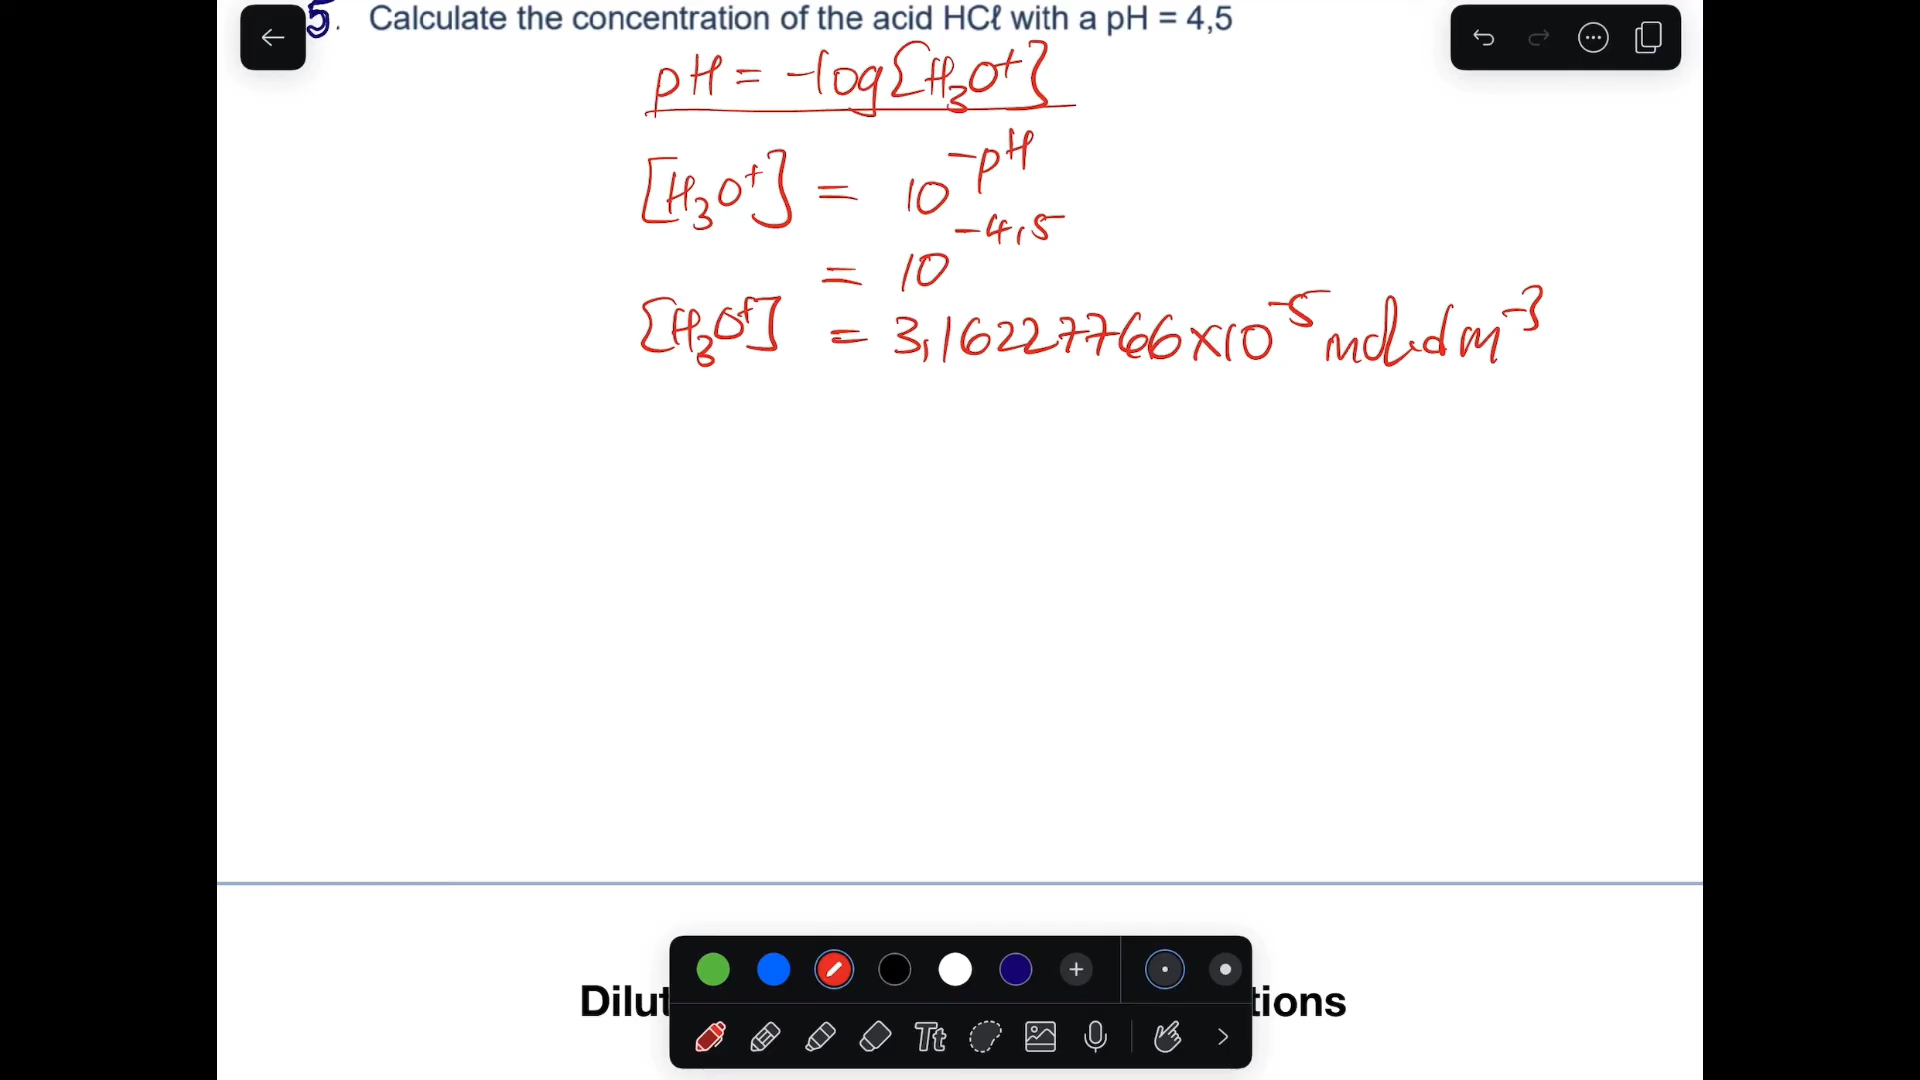 5. Calculate the concentration of the acid HCℓ with a pH = 4,5
pH = -log[H₃O⁺]
[H₃O⁺] = 10^-pH
= 10^-4,5
[H₃O⁺] = 3,16227766×10^-5 mol.dm^-3
Dilut tions
Tt